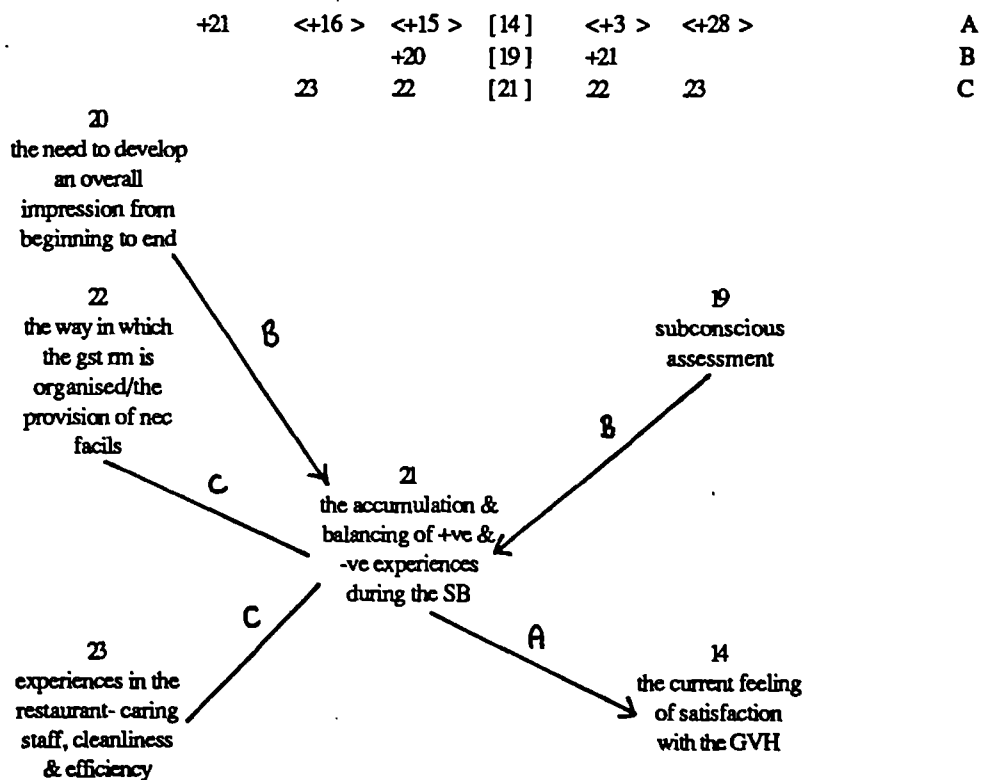 +21 <+16 > <+15 > [14] <+3 > <+28 > A
+20 [19] +21 B
23 22 [21] 22 23 C
20
the need to develop
an overall
impression from
beginning to end
B
22
the way in which
the gst rm is
organised/the
provision of nec
facils
19
subconscious
assessment
B
C
21
the accumulation &
balancing of +ve &
-ve experiences
during the SB
C
A
23
experiences in the
restaurant- caring
staff, cleanliness
& efficiency
14
the current feeling
of satisfaction
with the GVH